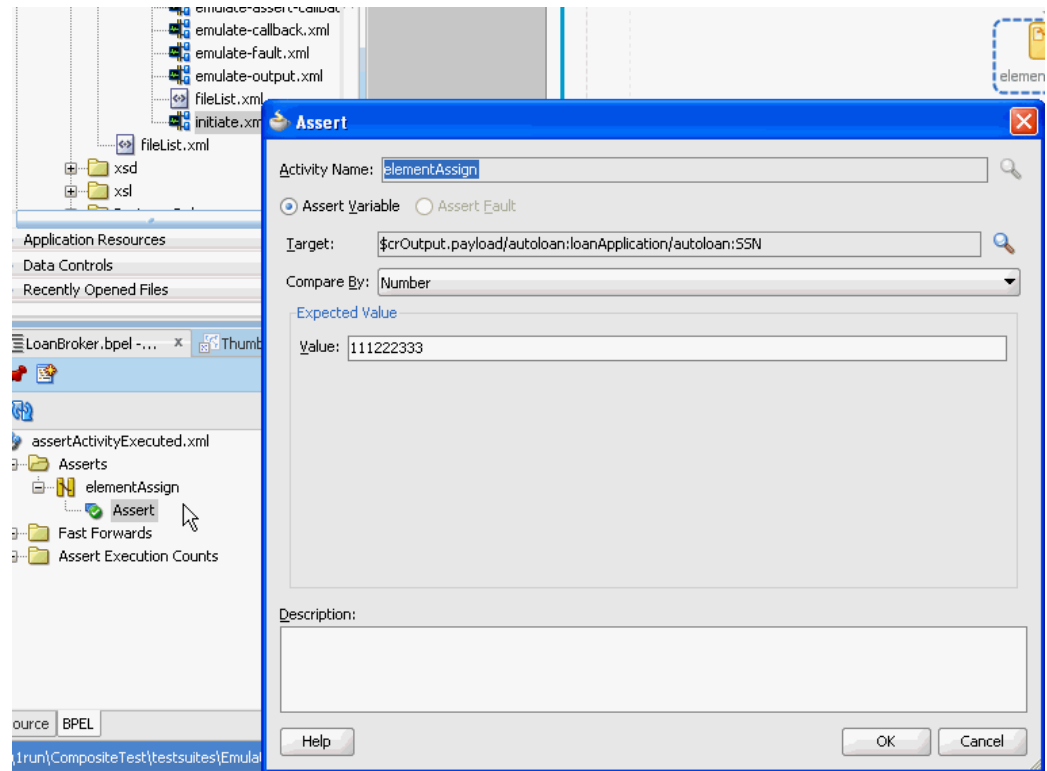 emulate-assert-callbac
emulate-callback.xml
emulate-fault.xml
emulate-output.xml
fileList.xml
initiate.xm
fileList.xml
xsd
xsl
Application Resources
Data Controls
Recently Opened Files
LoanBroker.bpel -... x
Thumb
assertActivityExecuted.xml
Asserts
elementAssign
Assert
Fast Forwards
Assert Execution Counts
ource BPEL
\1run\CompositeTest\testsuites\Emula
elemen
Assert
Activity Name: elementAssign
Assert Variable Assert Fault
Target: $crOutput.payload/autoloan:loanApplication/autoloan:SSN
Compare By: Number
Expected Value
Value: 111222333
Description:
Help OK Cancel